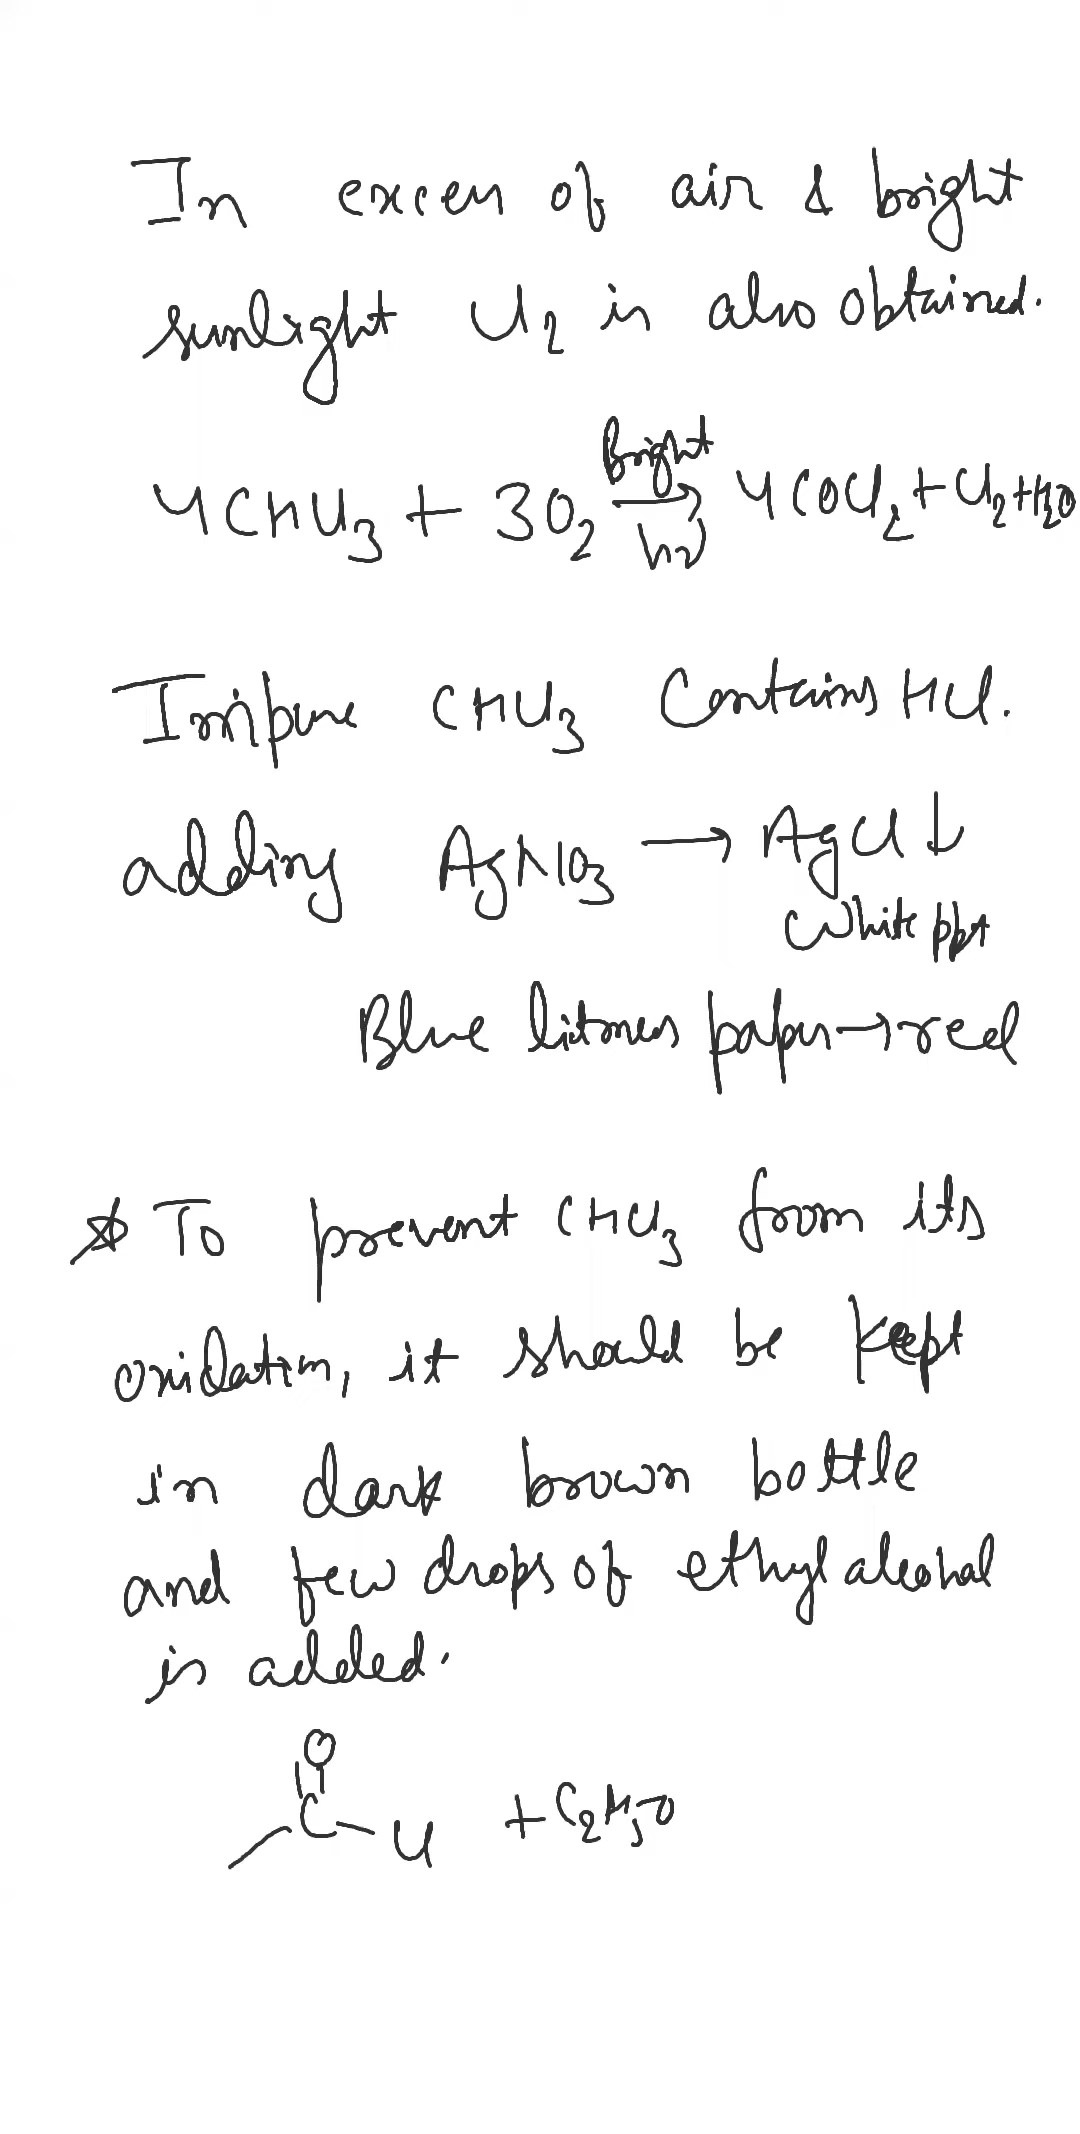 In excess of air & bright
sunlight Cl2 is also obtained.
4CHCl3 + 3O2 Bright → hν 4COCl2 + Cl2 + H2O
Impure CHCl3 Contains HCl.
adding AgNO3 → AgCl ↓
White ppt
Blue litmus paper → red
* To prevent CHCl3 from its
oxidation, it should be kept
in dark brown bottle
and few drops of ethyl alcohal
is added.
O
C - Cl + C2H5O